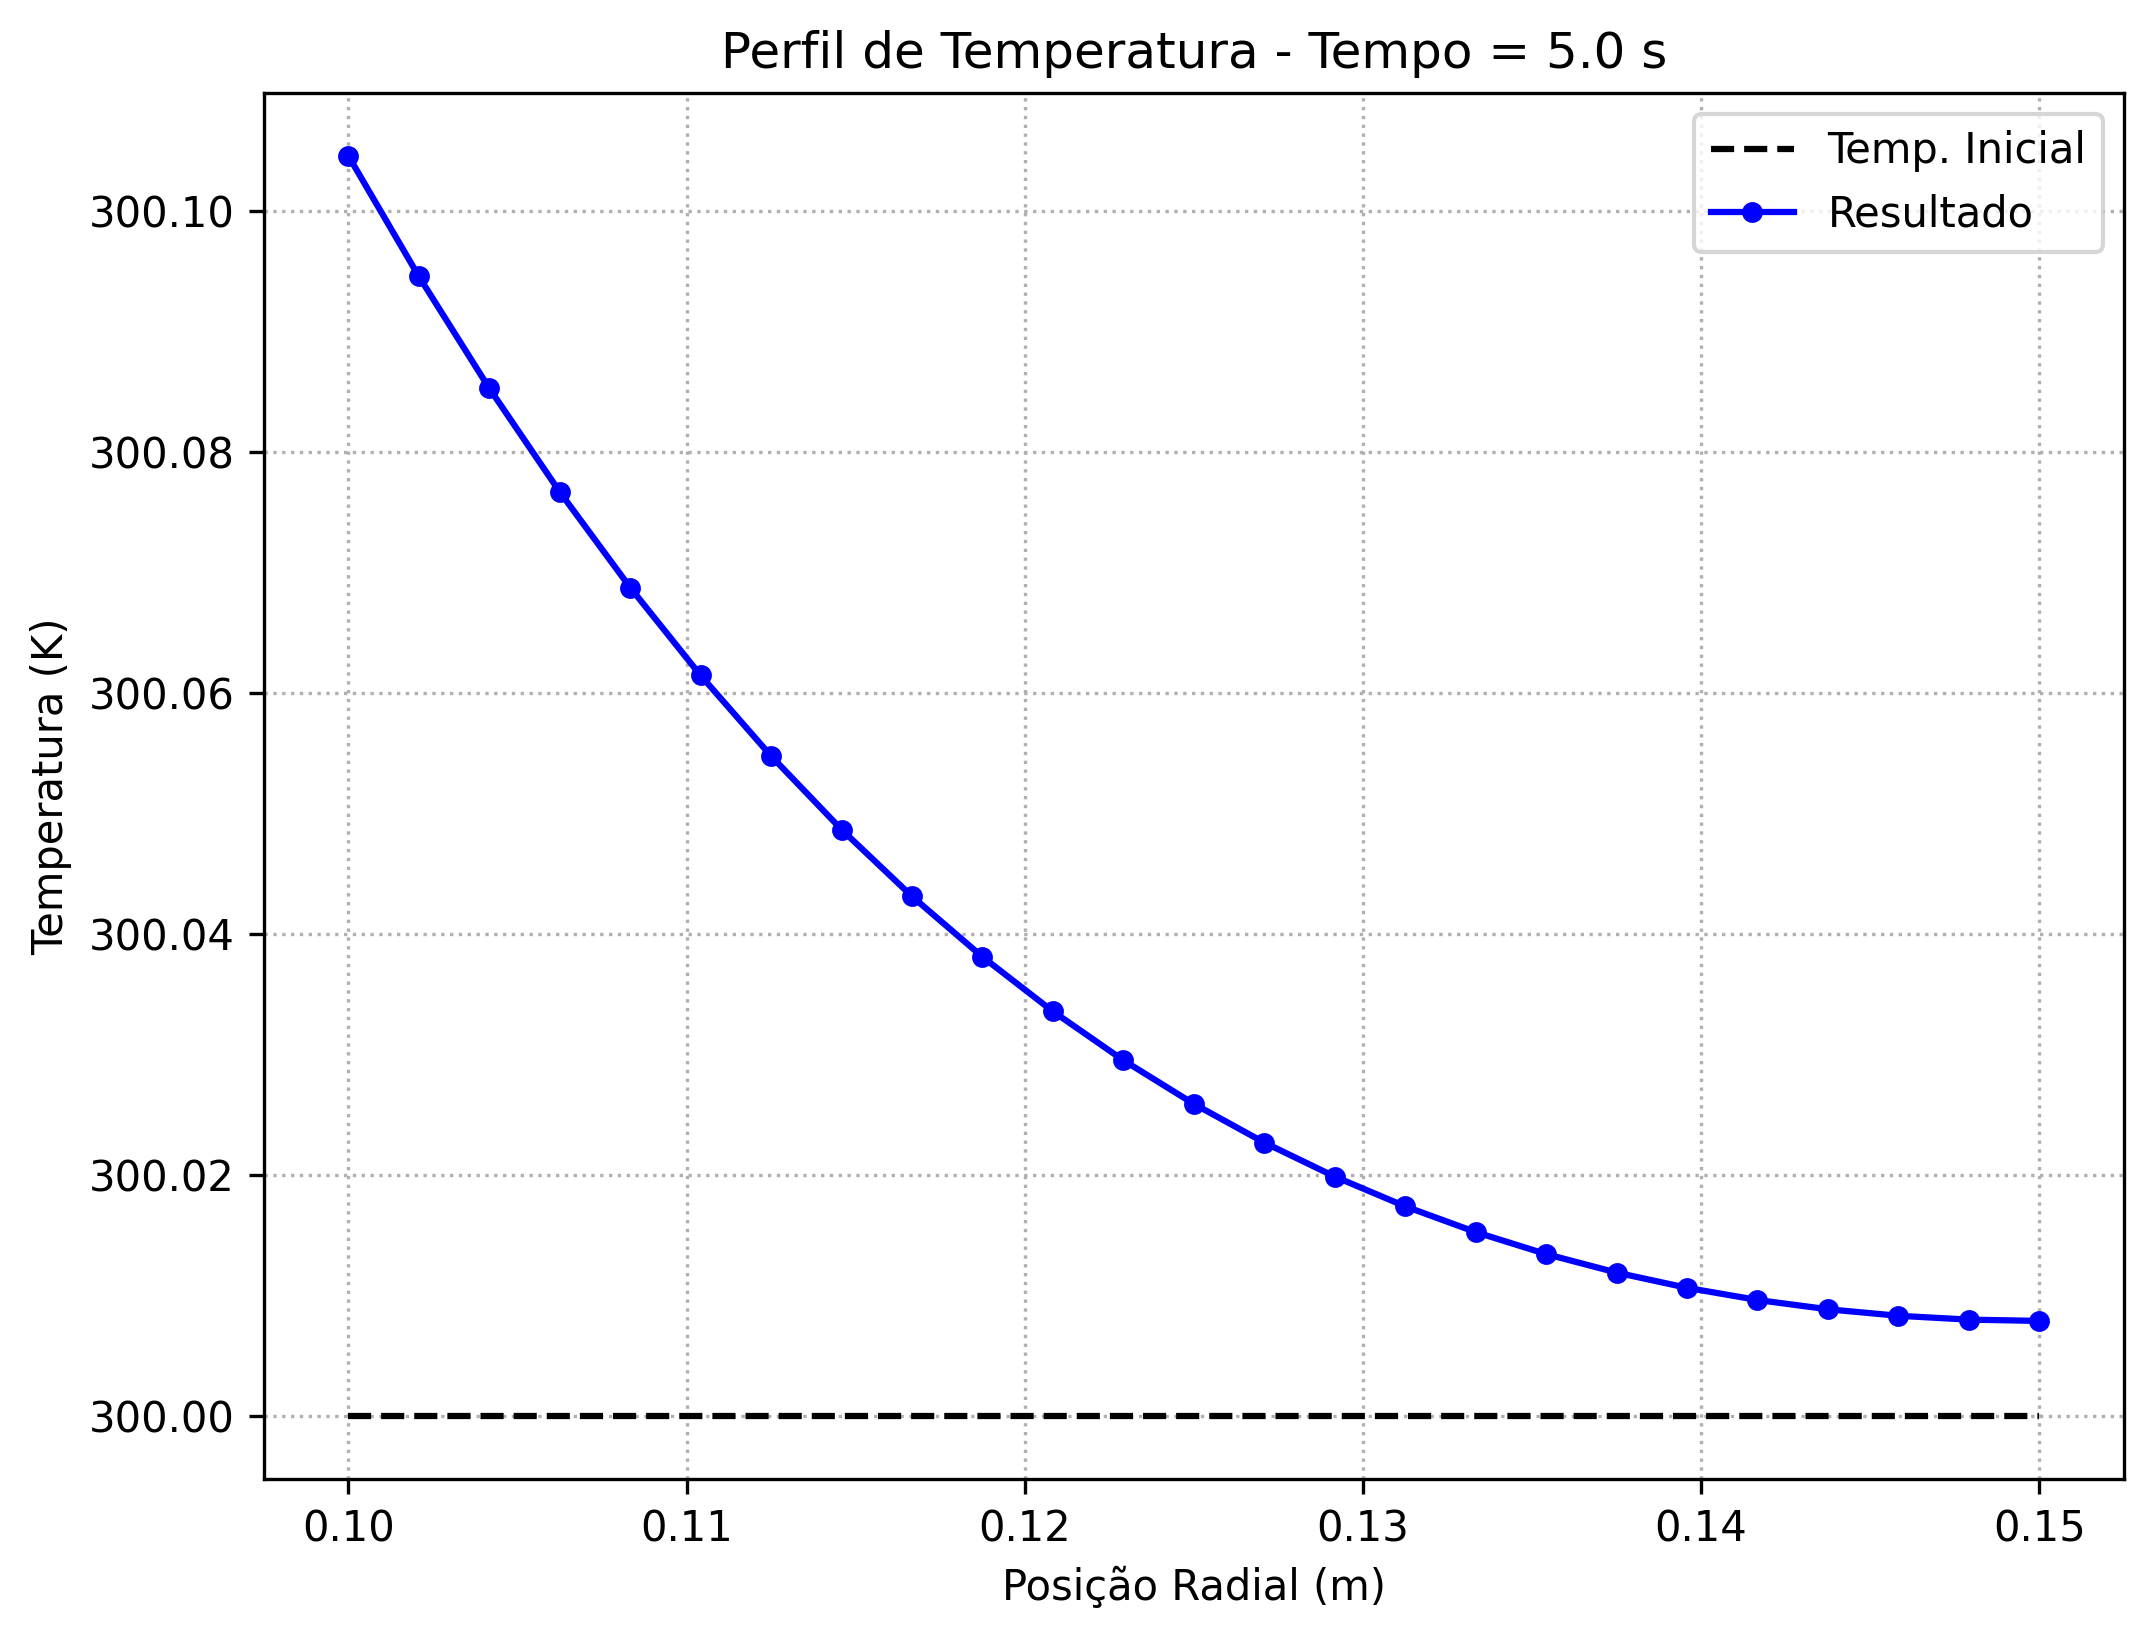 Perfil de Temperatura - Tempo = 5.0 s
Temp. Inicial
Resultado
Temperatura (K)
300.10
300.08
300.06
300.04
300.02
300.00
0.10 0.11 0.12 0.13 0.14 0.15
Posição Radial (m)